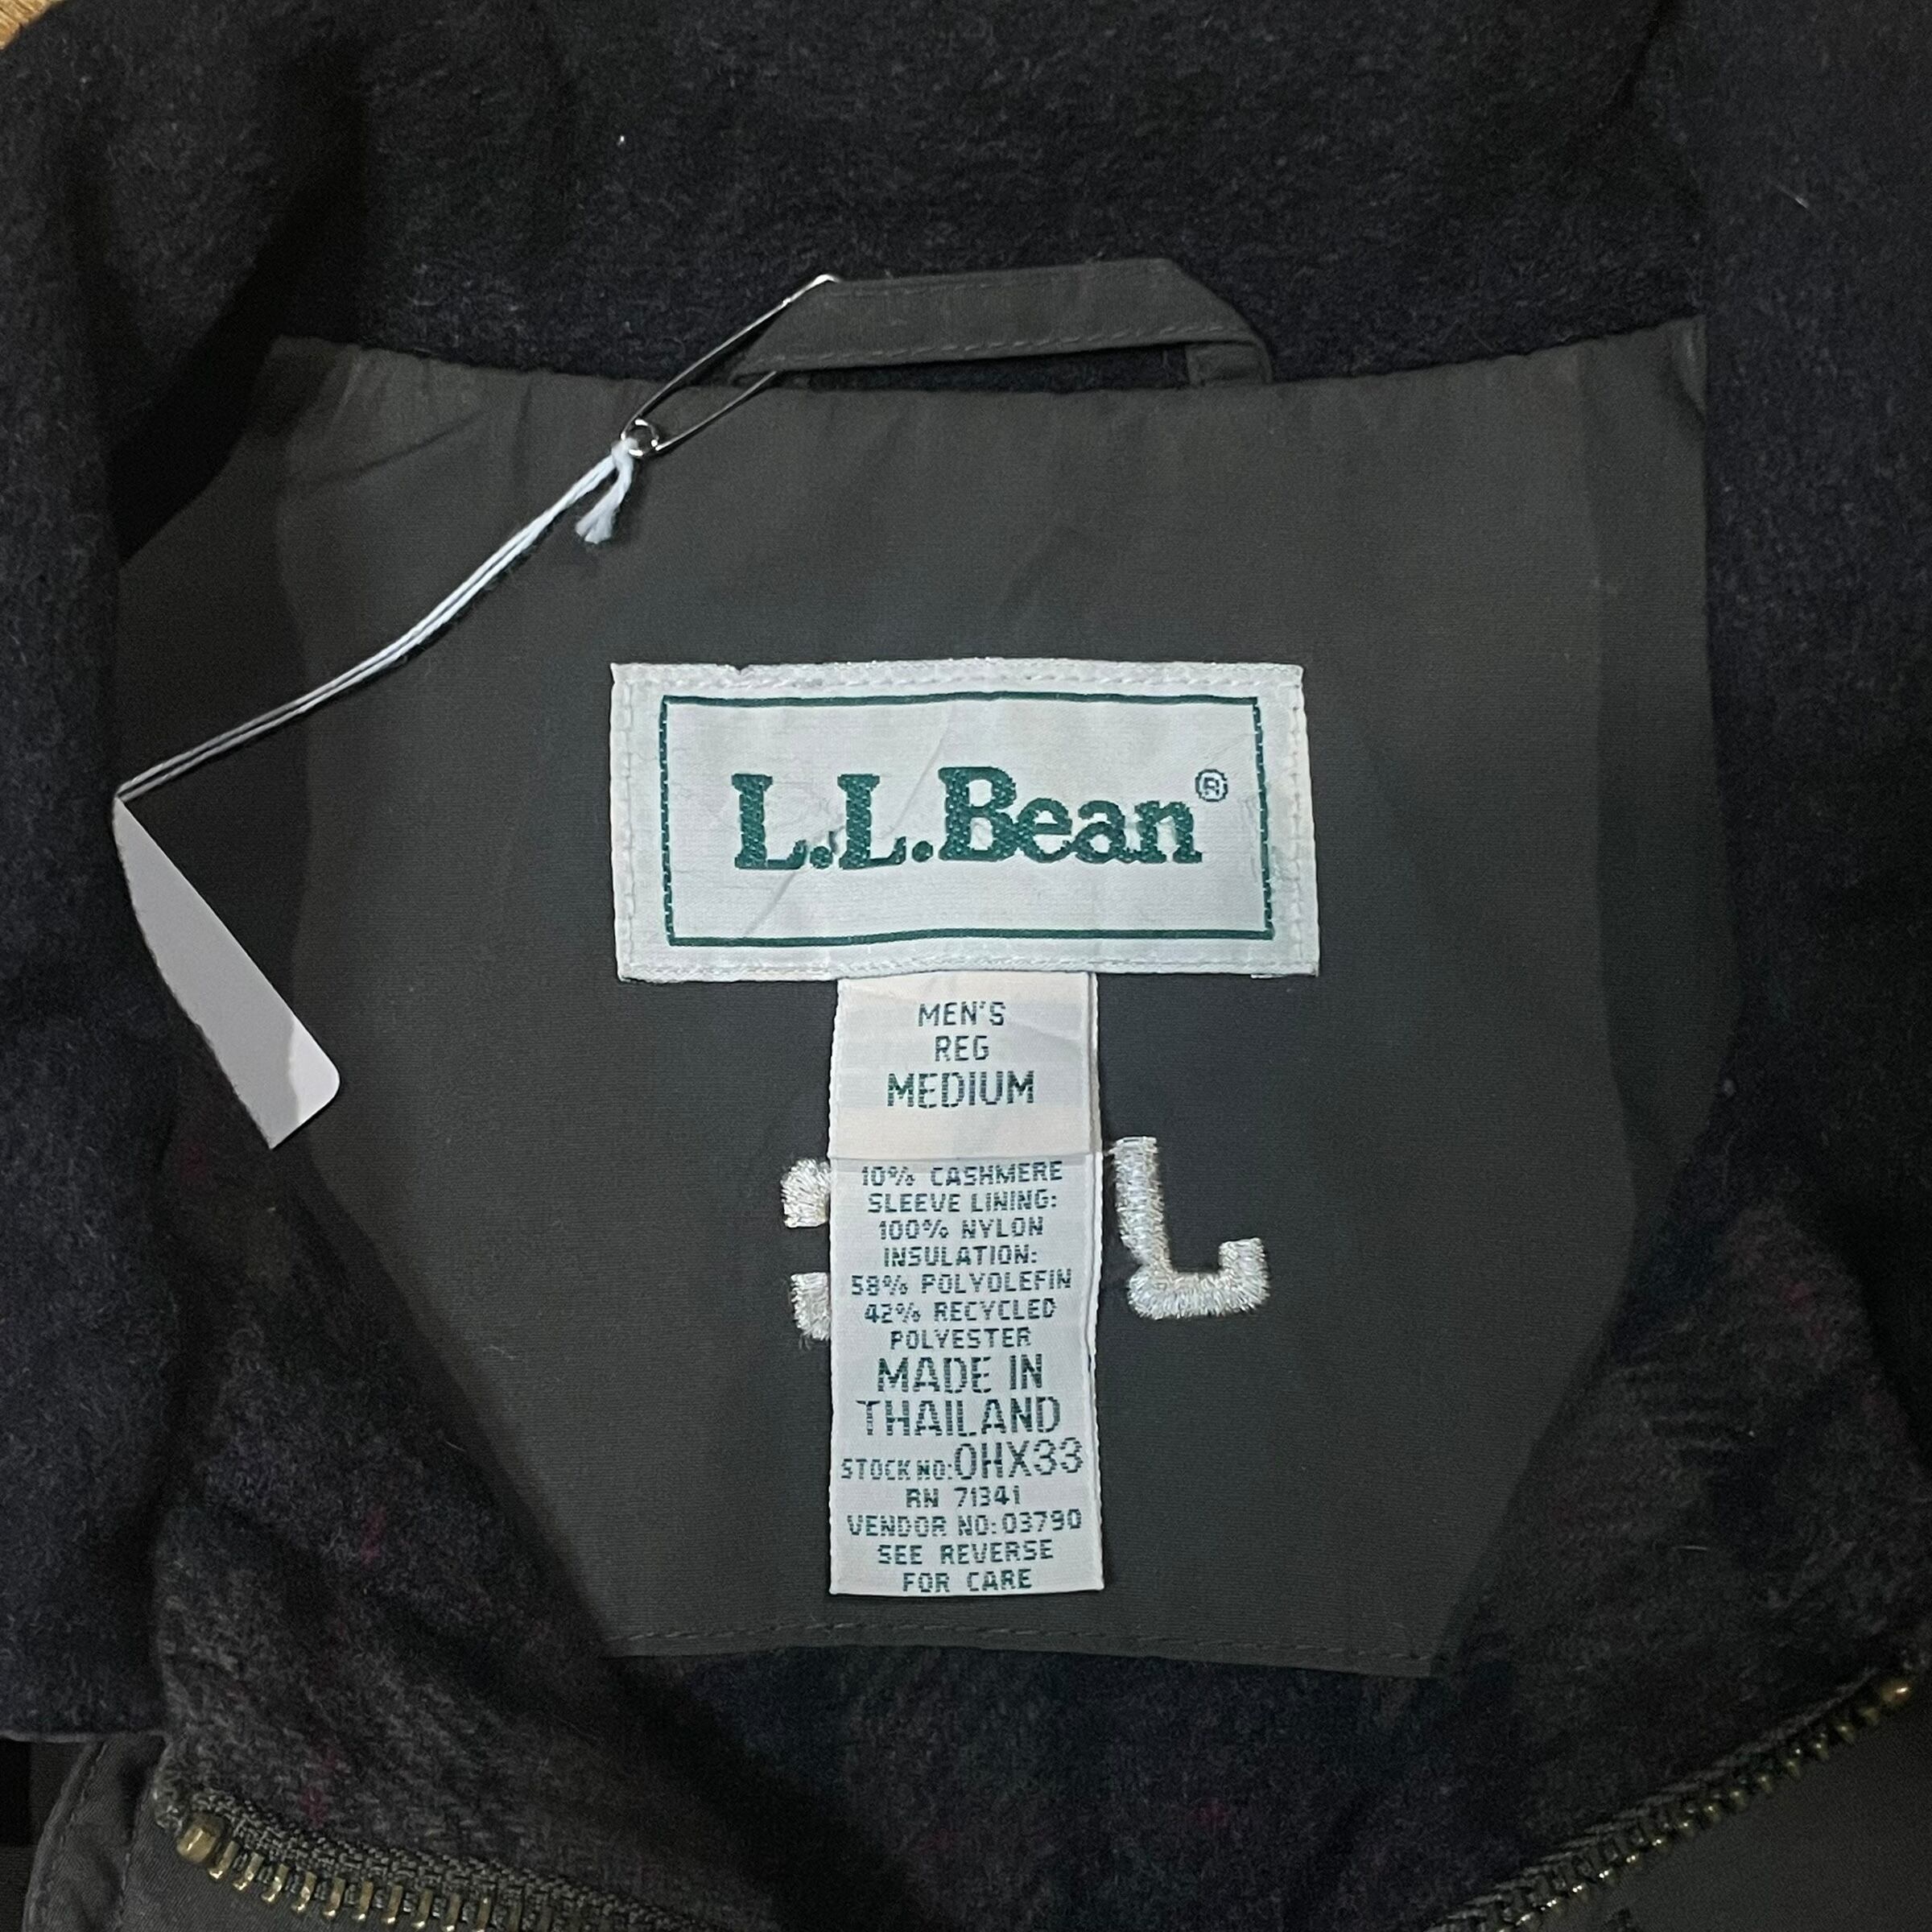 L.L.Bean®
MEN'S
REG
MEDIUM
10% CASHMERE
SLEEVE LINING:
100% NYLON
INSULATION:
58% POLYOLEFIN
42% RECYCLED
POLYESTER
MADE IN
THAILAND
STOCK NO:0HX33
RN 71341
VENDOR NO:03790
SEE REVERSE
FOR CARE